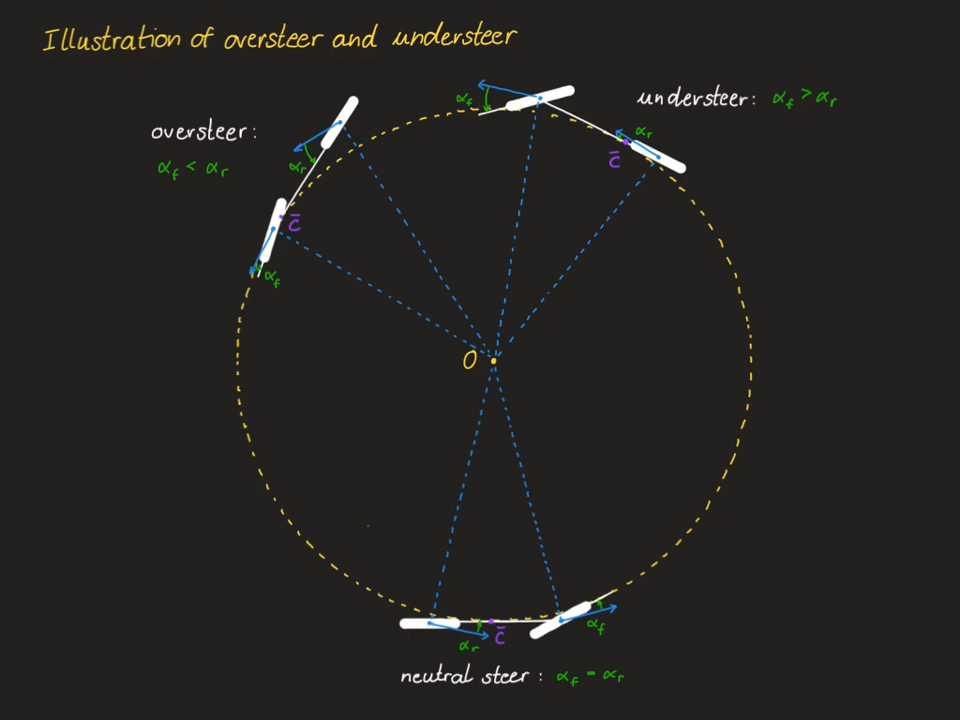 Illustration of oversteer and understeer
oversteer:
α_f < α_r
α_r
c̄
α_f
α_f
understeer: α_f > α_r
α_r
c̄
O
α_r
c̄
α_f
neutral steer: α_f = α_r